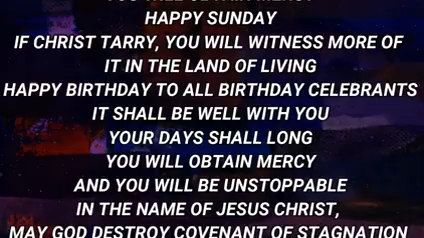 HAPPY SUNDAY
IF CHRIST TARRY, YOU WILL WITNESS MORE OF
IT IN THE LAND OF LIVING
HAPPY BIRTHDAY TO ALL BIRTHDAY CELEBRANTS
IT SHALL BE WELL WITH YOU
YOUR DAYS SHALL LONG
YOU WILL OBTAIN MERCY
AND YOU WILL BE UNSTOPPABLE
IN THE NAME OF JESUS CHRIST,
MAY GOD DESTROY COVENANT OF STAGNATION